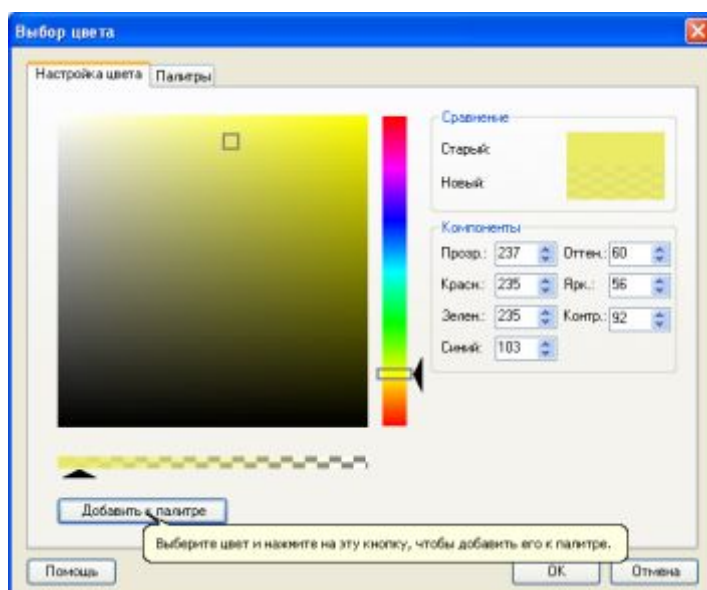 Выбор цвета
Настройка цвета Палитры
Сравнение
Старый:
Новый:
Компоненты
Прозр.: 237 Оттен.: 60
Красн.: 235 Ярк.: 56
Зелен.: 235 Контр.: 92
Синий: 103
Добавить к палитре
Выберите цвет и нажмите на эту кнопку, чтобы добавить его к палитре.
Помощь OK Отмена